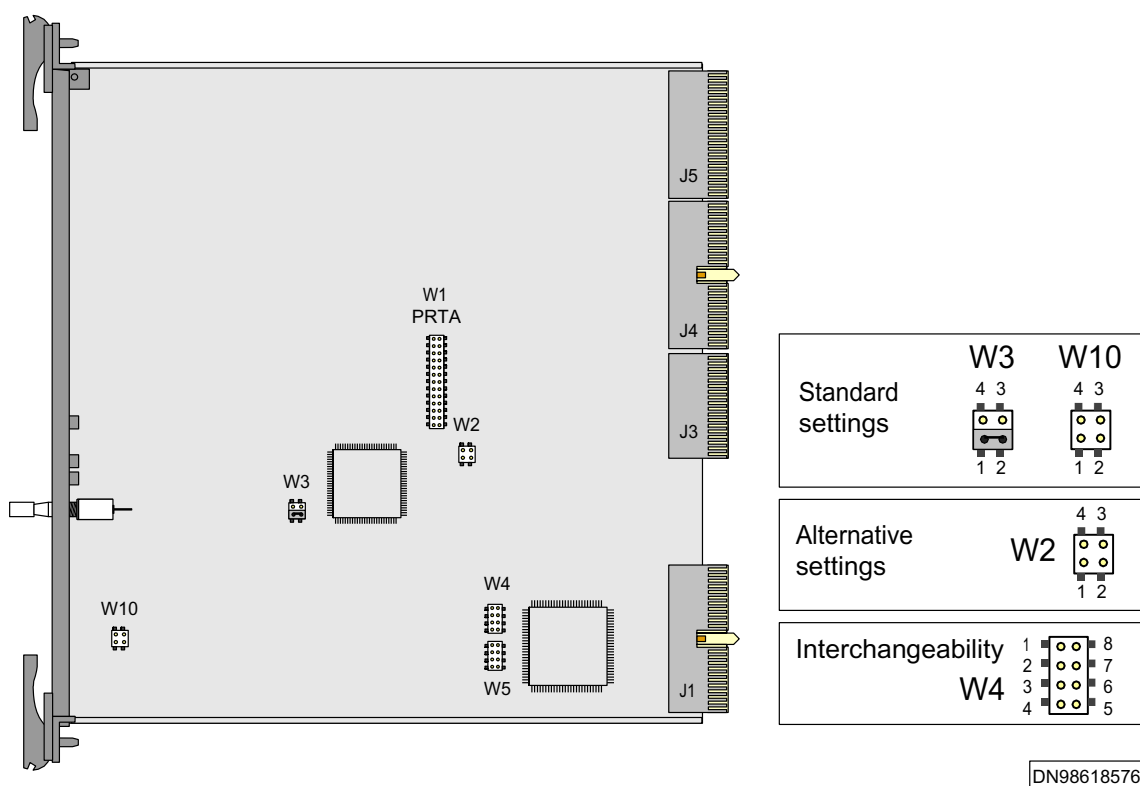 J5
W1
PRTA
J4
W2
J3
W3
W4
W10
W5
J1
W3 W10
Standard
settings
4 3 4 3
1 2 1 2
Alternative
settings
W2
4 3
1 2
Interchangeability
W4
1 8
2 7
3 6
4 5
DN98618576